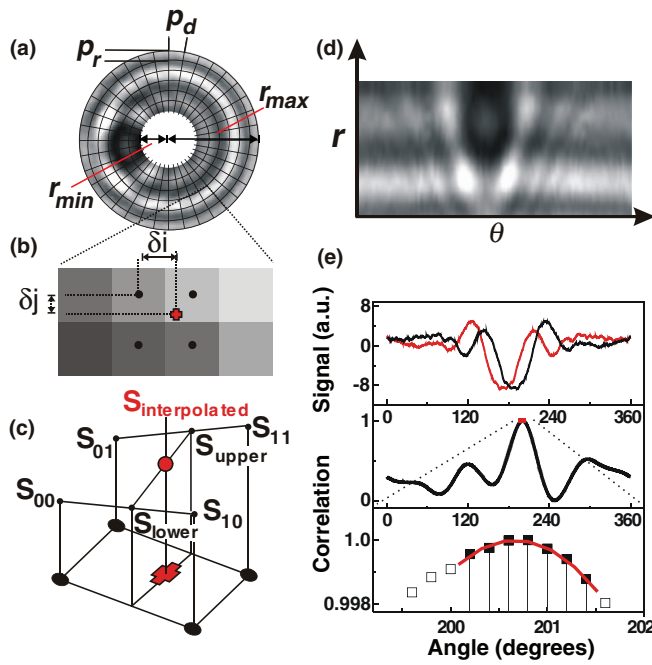 (a)
p_d
p_r
r_max
r_min
(b)
δi
δj
(c)
S_interpolated
S_01
S_11
S_upper
S_00
S_lower
S_10
(d)
r
θ
(e)
Signal (a.u.)
8
0
-8
0 120 240 360
Correlation
1
0
0 120 240 360
1.0
0.998
200 201 202
Angle (degrees)